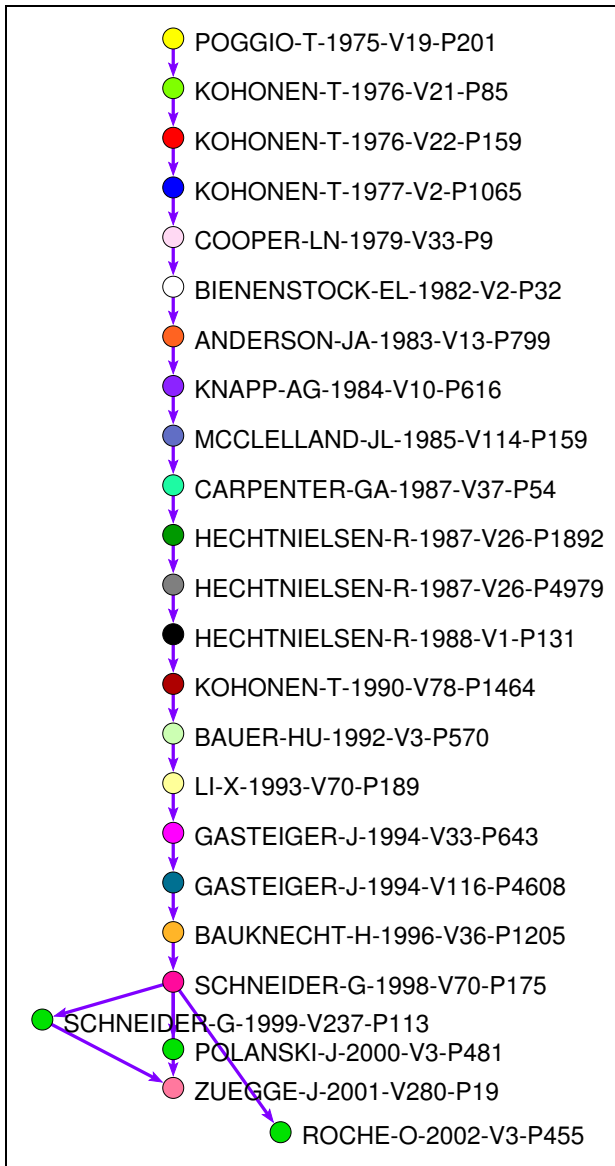 POGGIO-T-1975-V19-P201
KOHONEN-T-1976-V21-P85
KOHONEN-T-1976-V22-P159
KOHONEN-T-1977-V2-P1065
COOPER-LN-1979-V33-P9
BIENENSTOCK-EL-1982-V2-P32
ANDERSON-JA-1983-V13-P799
KNAPP-AG-1984-V10-P616
MCCLELLAND-JL-1985-V114-P159
CARPENTER-GA-1987-V37-P54
HECHTNIELSEN-R-1987-V26-P1892
HECHTNIELSEN-R-1987-V26-P4979
HECHTNIELSEN-R-1988-V1-P131
KOHONEN-T-1990-V78-P1464
BAUER-HU-1992-V3-P570
LI-X-1993-V70-P189
GASTEIGER-J-1994-V33-P643
GASTEIGER-J-1994-V116-P4608
BAUKNECHT-H-1996-V36-P1205
SCHNEIDER-G-1998-V70-P175
SCHNEIDER-G-1999-V237-P113
POLANSKI-J-2000-V3-P481
ZUEGGE-J-2001-V280-P19
ROCHE-O-2002-V3-P455